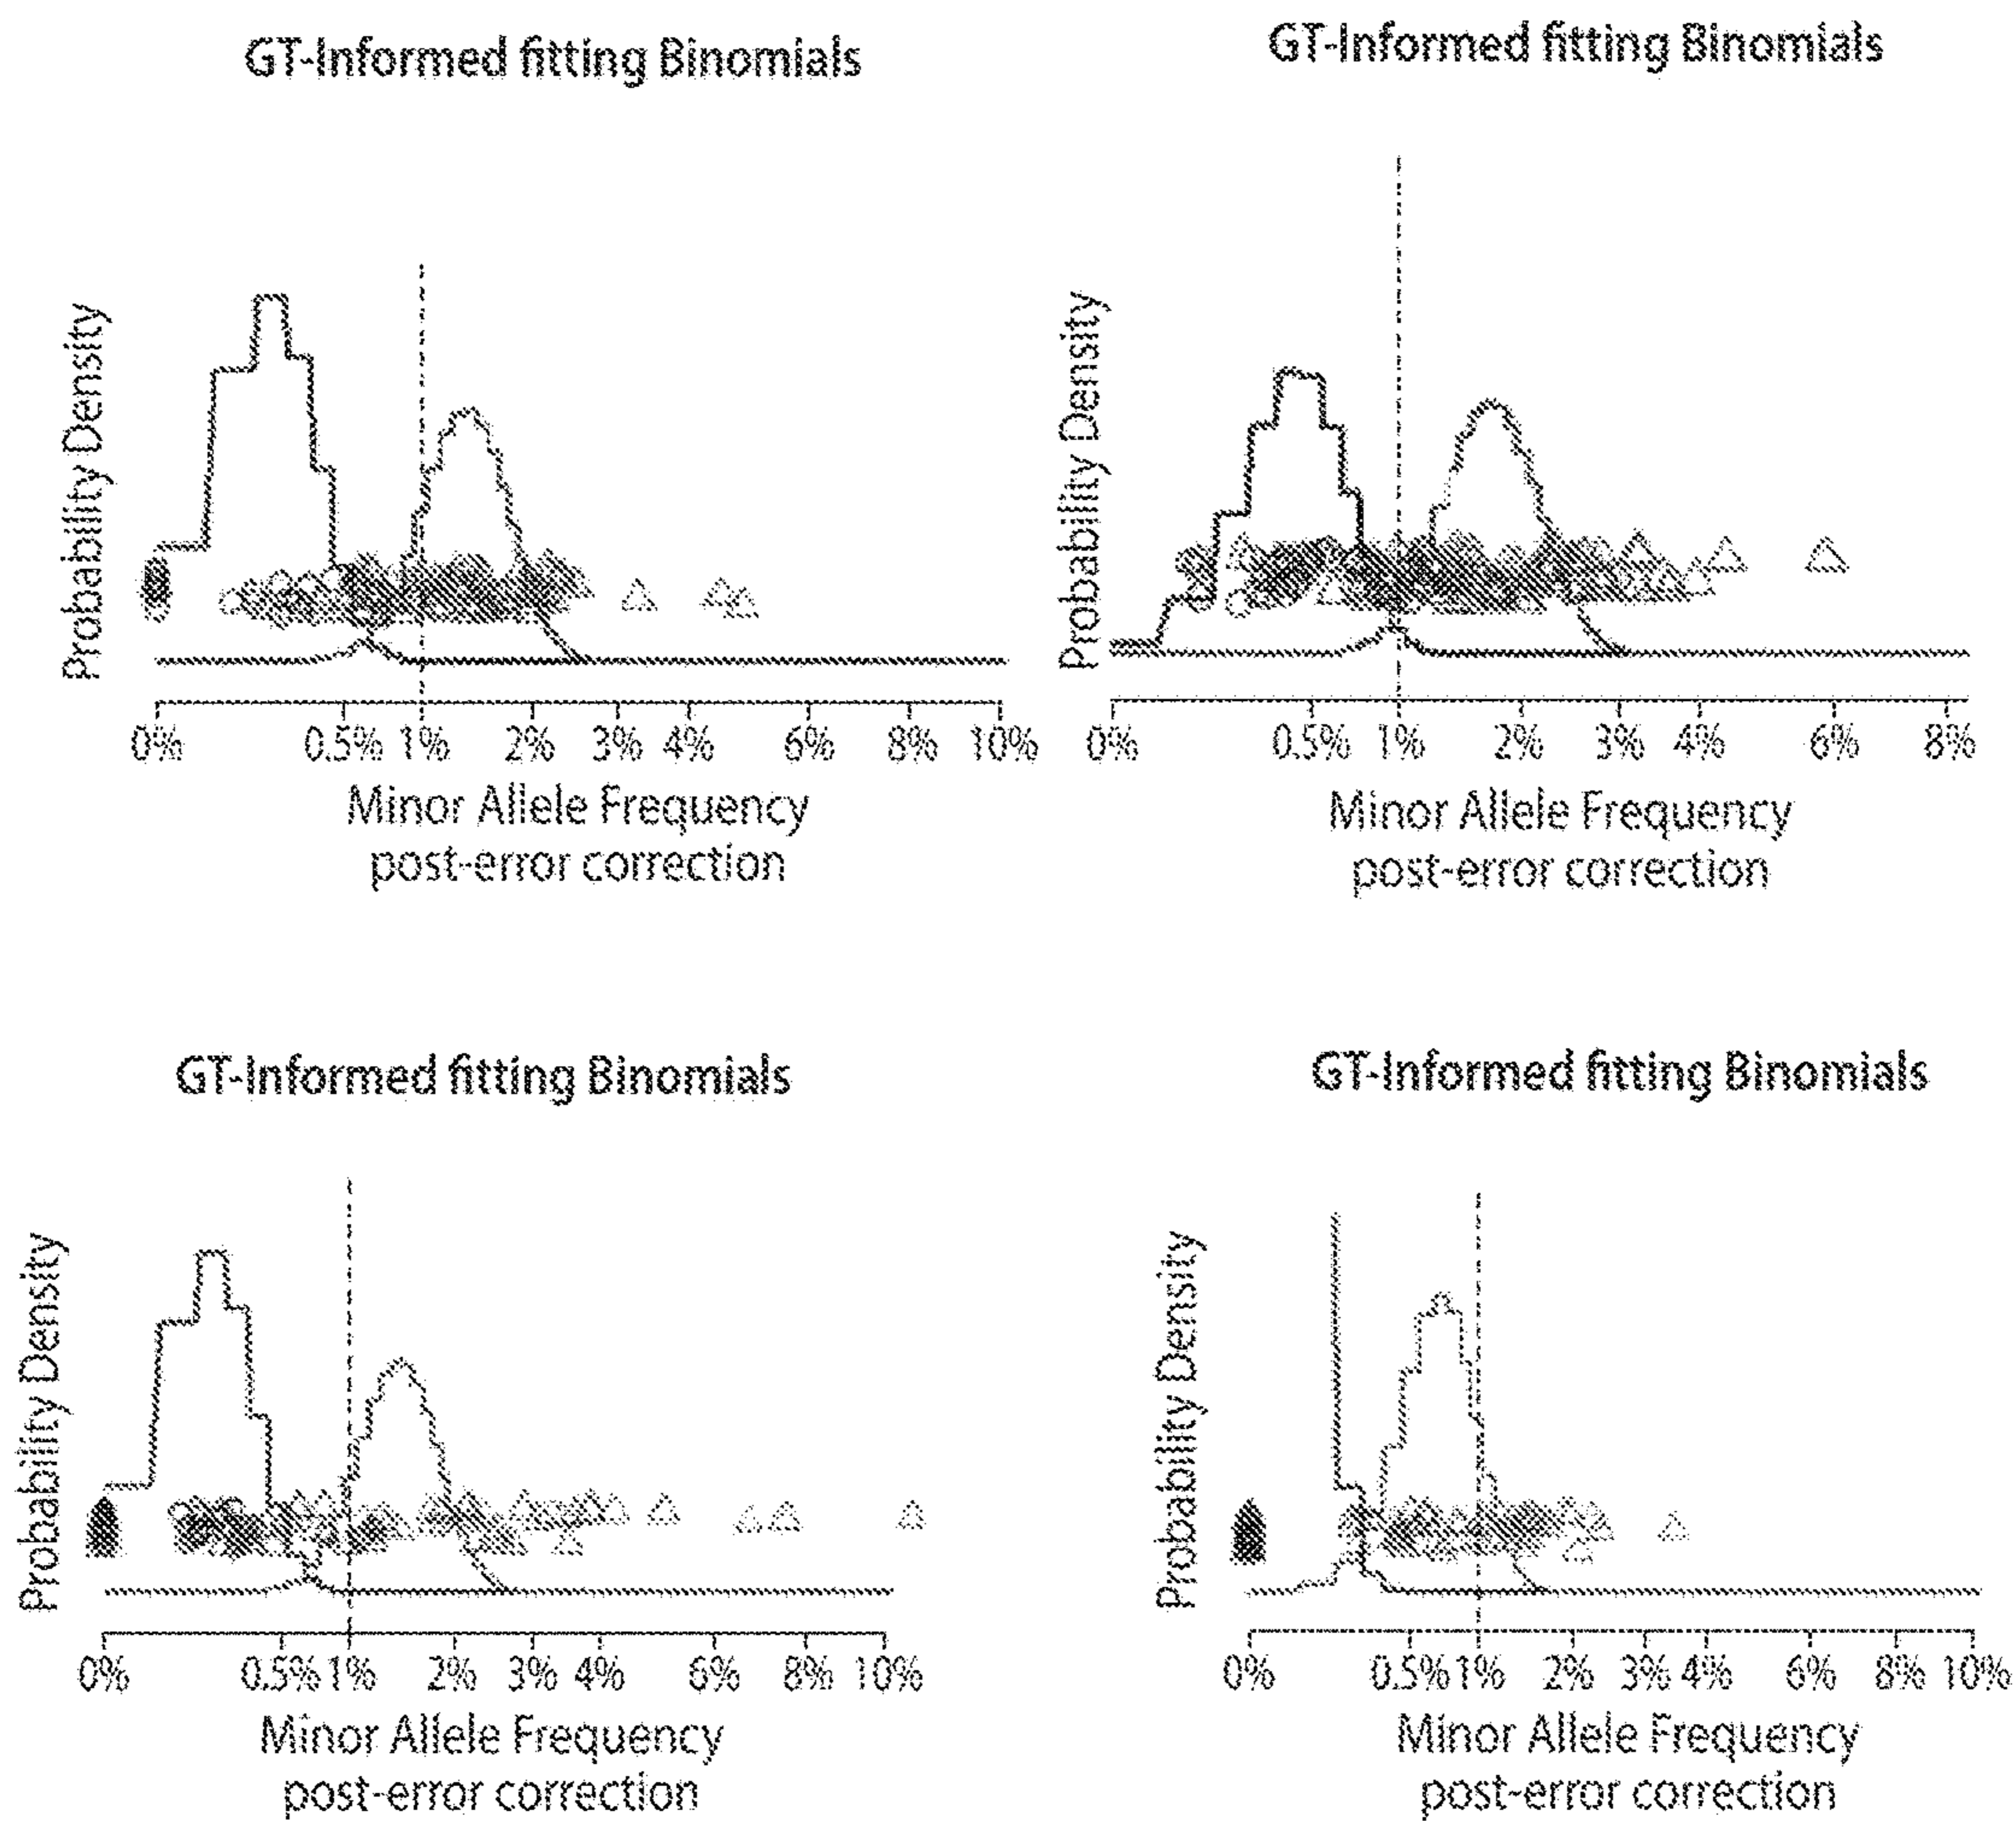 GT-Informed fitting Binomials
Probability Density
0% 0.5% 1% 2% 3% 4% 6% 8% 10%
Minor Allele Frequency
post-error correction
GT-Informed fitting Binomials
Probability Density
0% 0.5% 1% 2% 3% 4% 6% 8%
Minor Allele Frequency
post-error correction
GT-Informed fitting Binomials
Probability Density
0% 0.5% 1% 2% 3% 4% 6% 8% 10%
Minor Allele Frequency
post-error correction
GT-Informed fitting Binomials
Probability Density
0% 0.5% 1% 2% 3% 4% 6% 8% 10%
Minor Allele Frequency
post-error correction